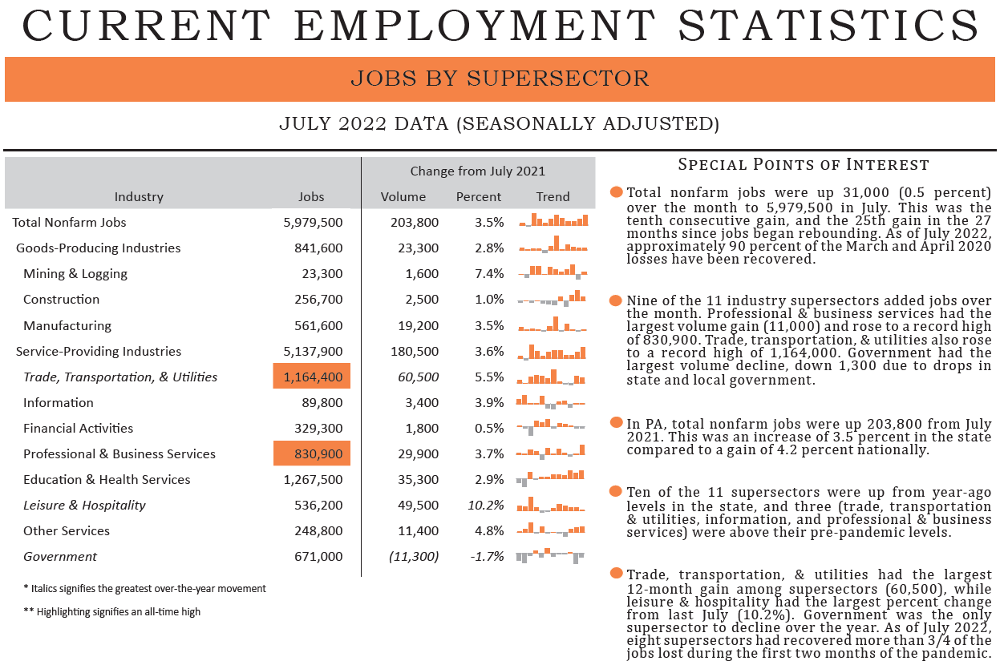 CURRENT EMPLOYMENT STATISTICS
JOBS BY SUPERSECTOR
JULY 2022 DATA (SEASONALLY ADJUSTED)
Change from July 2021
Industry Jobs Volume Percent Trend
Total Nonfarm Jobs 5,979,500 203,800 3.5%
Goods-Producing Industries 841,600 23,300 2.8%
Mining & Logging 23,300 1,600 7.4%
Construction 256,700 2,500 1.0%
Manufacturing 561,600 19,200 3.5%
Service-Providing Industries 5,137,900 180,500 3.6%
Trade, Transportation, & Utilities 1,164,400 60,500 5.5%
Information 89,800 3,400 3.9%
Financial Activities 329,300 1,800 0.5%
Professional & Business Services 830,900 29,900 3.7%
Education & Health Services 1,267,500 35,300 2.9%
Leisure & Hospitality 536,200 49,500 10.2%
Other Services 248,800 11,400 4.8%
Government 671,000 (11,300) -1.7%
* Italics signifies the greatest over-the-year movement
** Highlighting signifies an all-time high
SPECIAL POINTS OF INTEREST
Total nonfarm jobs were up 31,000 (0.5 percent)
over the month to 5,979,500 in July. This was the
tenth consecutive gain, and the 25th gain in the 27
months since jobs began rebounding. As of July 2022,
approximately 90 percent of the March and April 2020
losses have been recovered.
Nine of the 11 industry supersectors added jobs over
the month. Professional & business services had the
largest volume gain (11,000) and rose to a record high
of 830,900. Trade, transportation, & utilities also rose
to a record high of 1,164,000. Government had the
largest volume decline, down 1,300 due to drops in
state and local government.
In PA, total nonfarm jobs were up 203,800 from July
2021. This was an increase of 3.5 percent in the state
compared to a gain of 4.2 percent nationally.
Ten of the 11 supersectors were up from year-ago
levels in the state, and three (trade, transportation
& utilities, information, and professional & business
services) were above their pre-pandemic levels.
Trade, transportation, & utilities had the largest
12-month gain among supersectors (60,500), while
leisure & hospitality had the largest percent change
from last July (10.2%). Government was the only
supersector to decline over the year. As of July 2022,
eight supersectors had recovered more than 3/4 of the
jobs lost during the first two months of the pandemic.